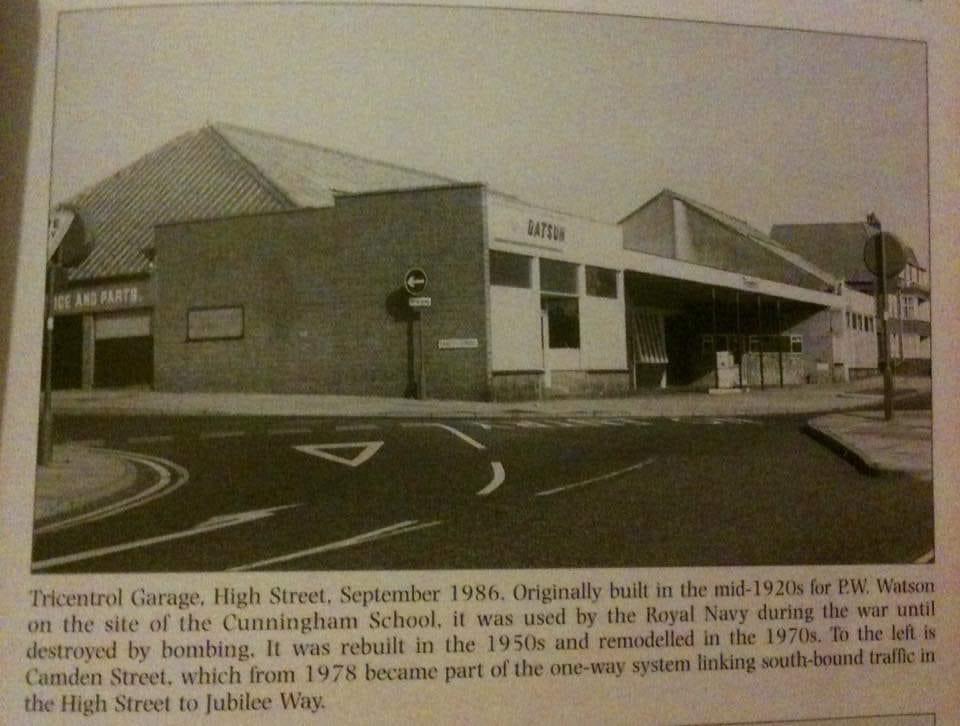 DATSUN
ICE AND PARTS.
Tricentrol Garage, High Street, September 1986. Originally built in the mid-1920s for P.W. Watson
on the site of the Cunningham School, it was used by the Royal Navy during the war until
destroyed by bombing. It was rebuilt in the 1950s and remodelled in the 1970s. To the left is
Camden Street, which from 1978 became part of the one-way system linking south-bound traffic in
the High Street to Jubilee Way.